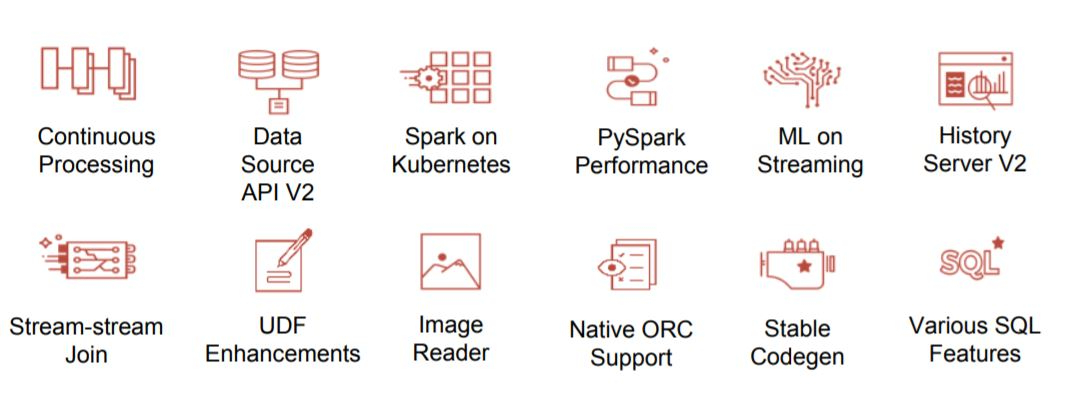 Continuous
Processing
Data
Source
API V2
Spark on
Kubernetes
PySpark
Performance
ML on
Streaming
History
Server V2
Stream-stream
Join
UDF
Enhancements
Image
Reader
Native ORC
Support
Stable
Codegen
SQL
Various SQL
Features